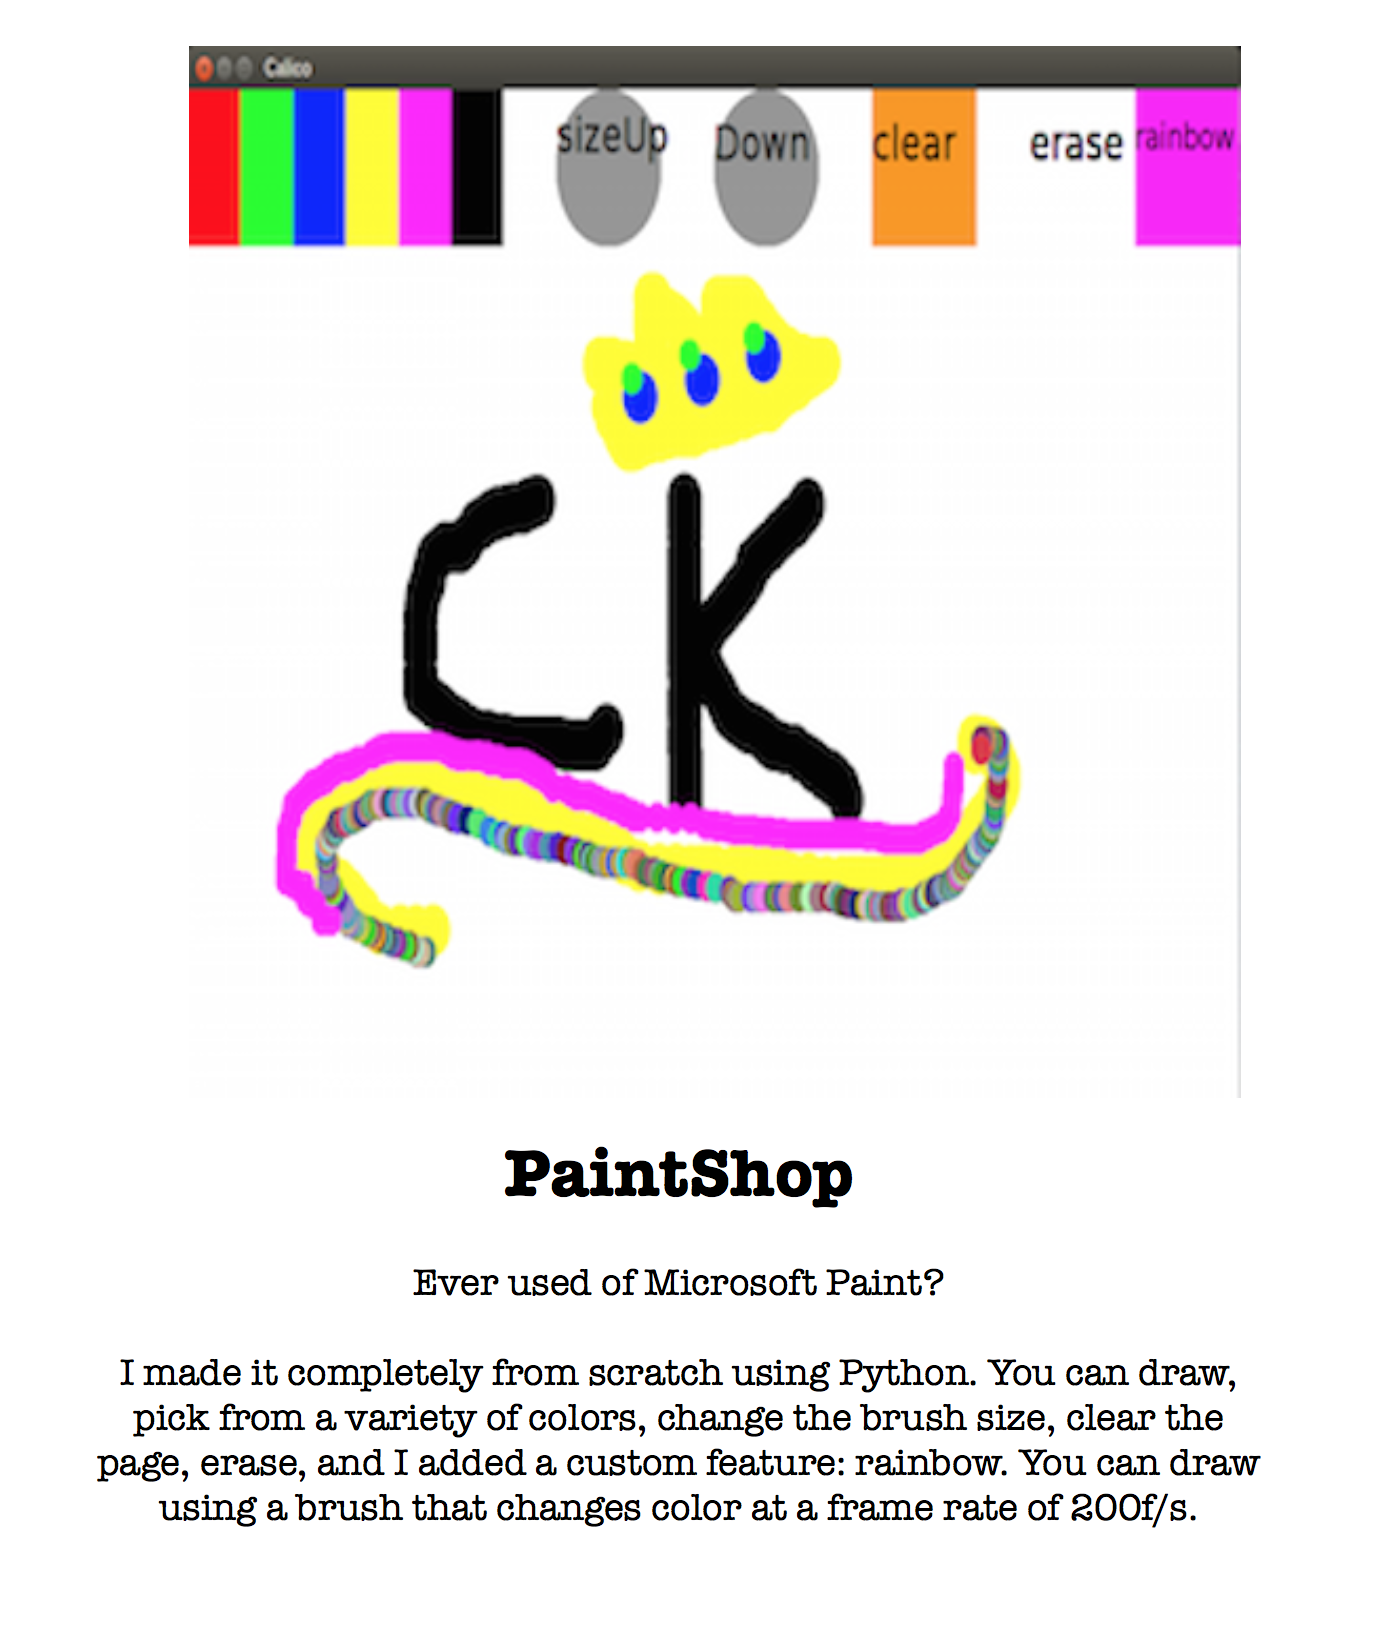 Calico
sizeUp Down clear erase rainbow
CK
PaintShop
Ever used of Microsoft Paint?
I made it completely from scratch using Python. You can draw,
pick from a variety of colors, change the brush size, clear the
page, erase, and I added a custom feature: rainbow. You can draw
using a brush that changes color at a frame rate of 200f/s.